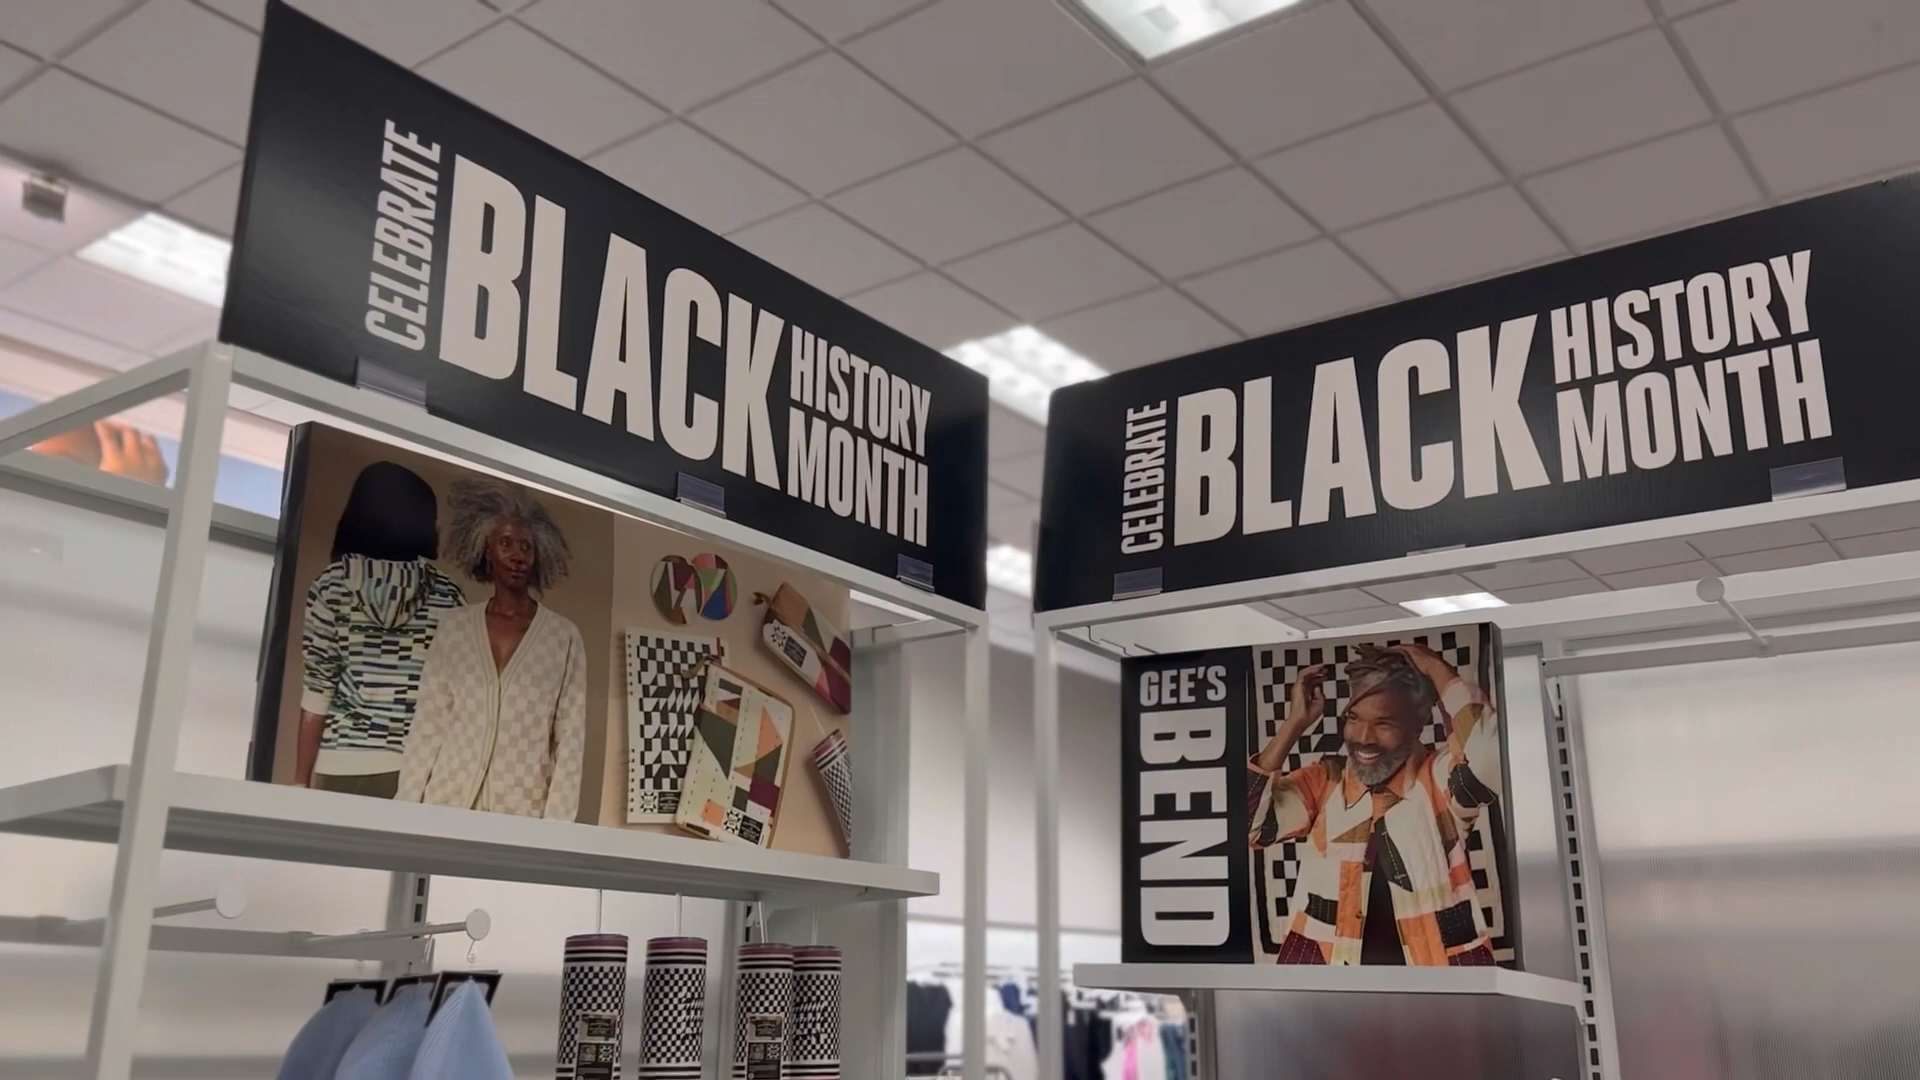 CELEBRATE
BLACK
HISTORY
MONTH
CELEBRATE
BLACK
HISTORY
MONTH
GEE'S
BEND